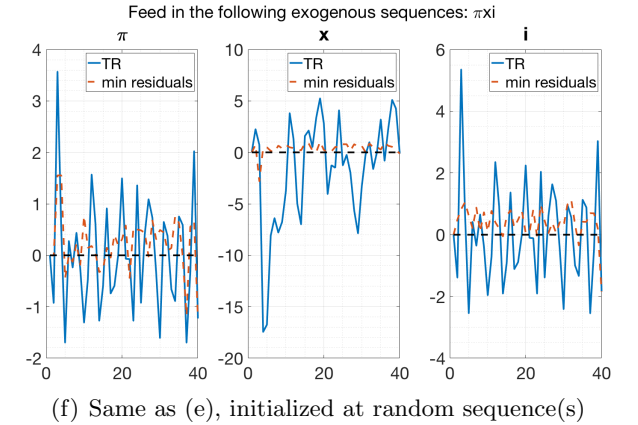 Feed in the following exogenous sequences: πxi
π
x
i
4
3
2
1
0
-1
-2
TR
min residuals
0
20
40
10
5
0
-5
-10
-15
-20
TR
min residuals
0
20
40
6
4
2
0
-2
-4
TR
min residuals
0
20
40
(f) Same as (e), initialized at random sequence(s)